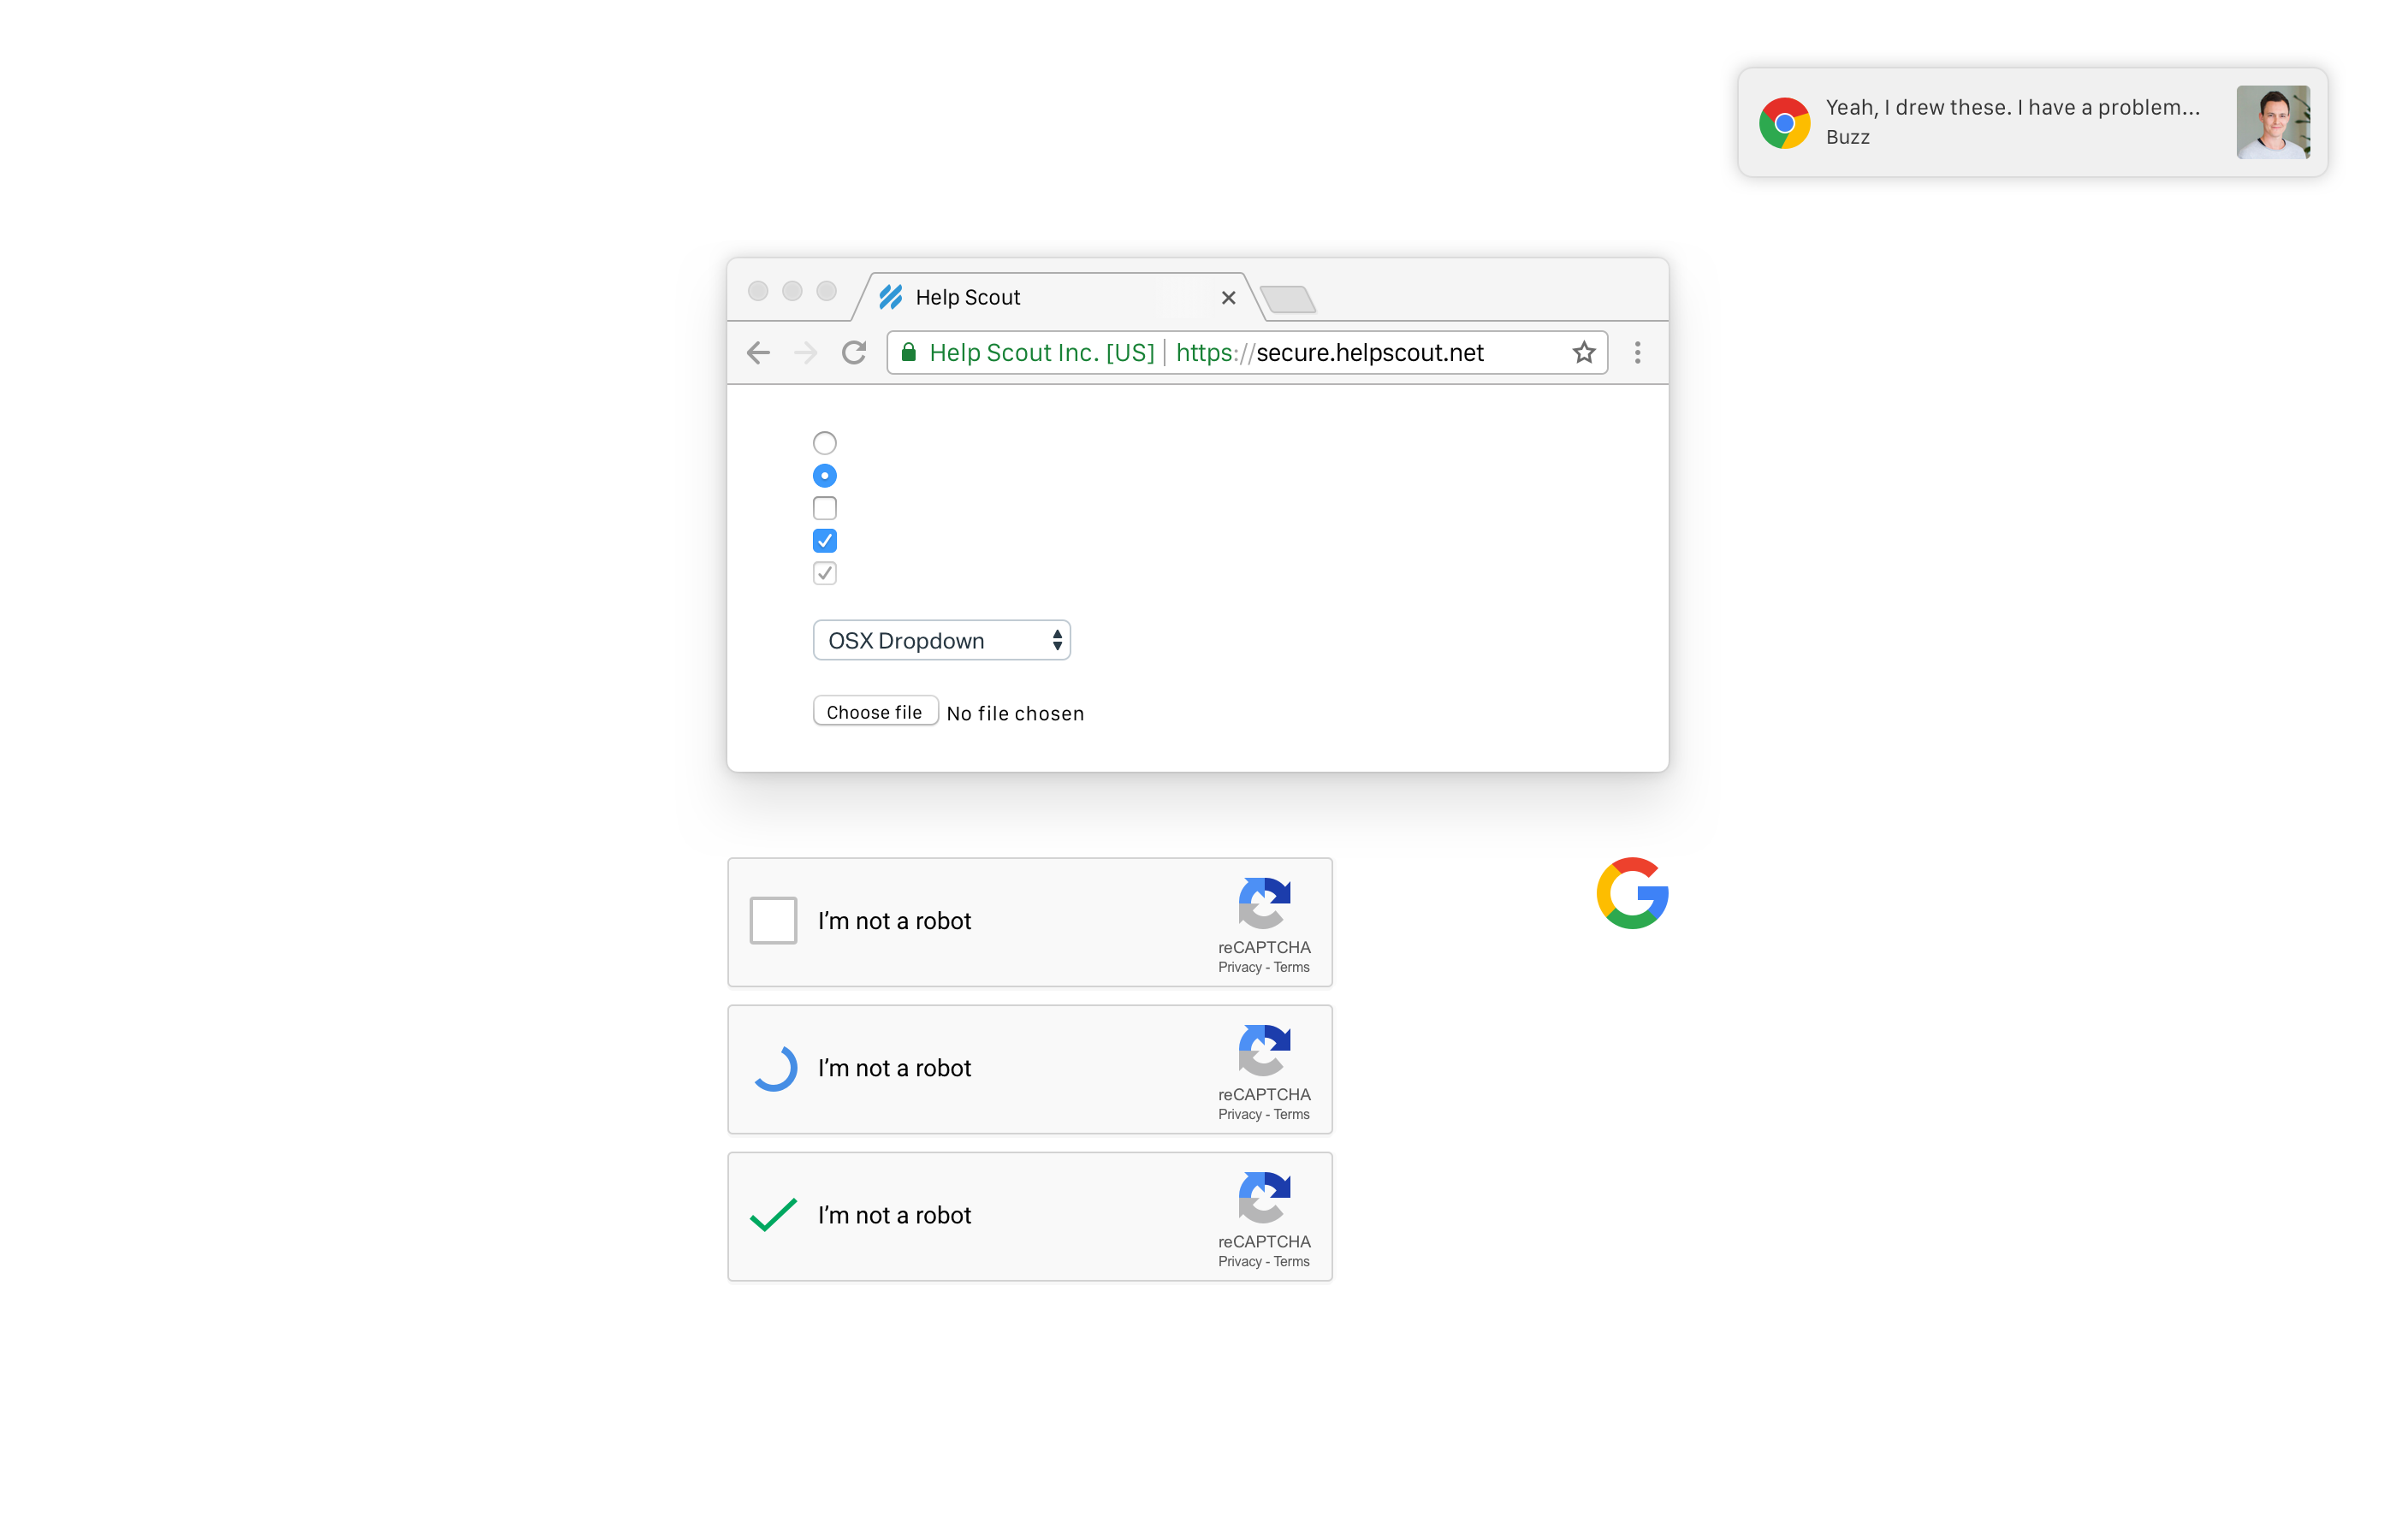 Yeah, I drew these. I have a problem...
Buzz
Help Scout
Help Scout Inc. [US] | https://secure.helpscout.net
OSX Dropdown
Choose file No file chosen
I’m not a robot
reCAPTCHA
Privacy - Terms
I’m not a robot
reCAPTCHA
Privacy - Terms
I’m not a robot
reCAPTCHA
Privacy - Terms